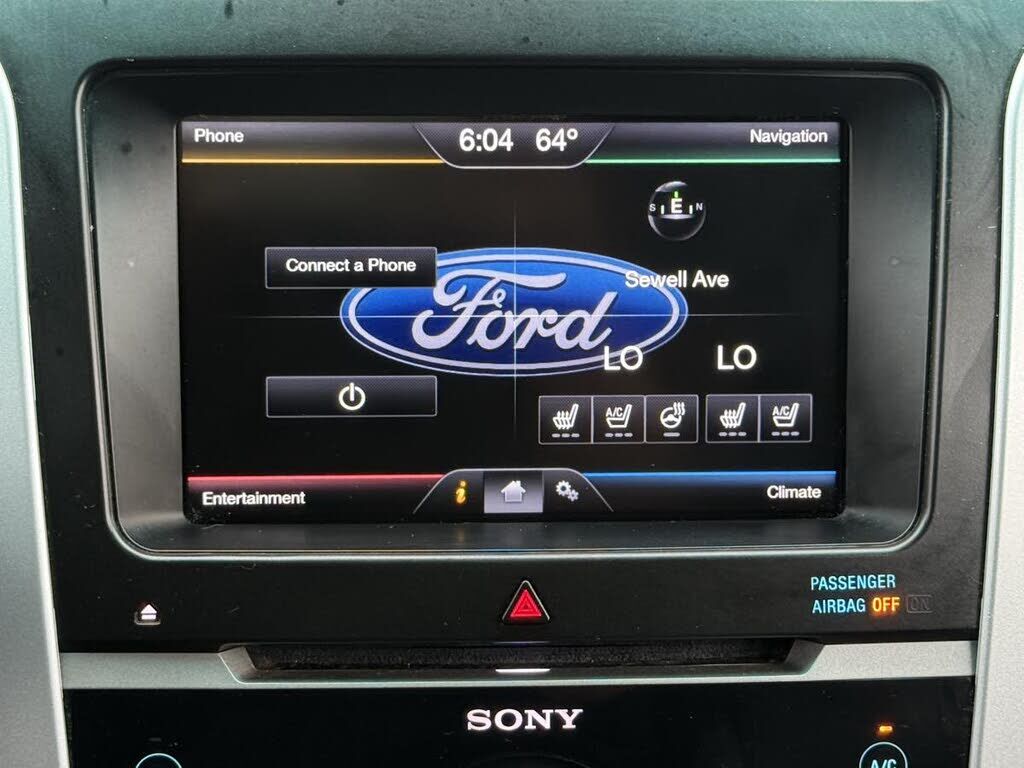 Phone
6:04 64°
Navigation
S E N
Connect a Phone
Ford
Sewell Ave
LO LO
A/C A/C
Entertainment
i
Climate
PASSENGER
AIRBAG OFF ON
SONY
A/C